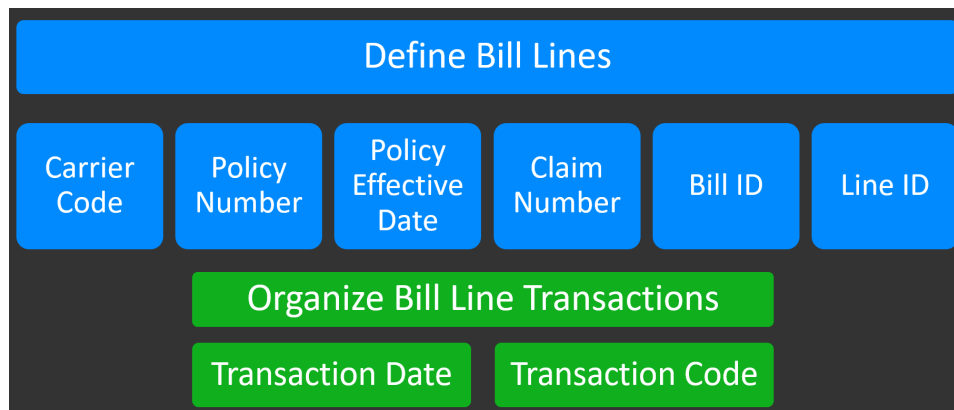 Define Bill Lines
Carrier
Code
Policy
Number
Policy
Effective
Date
Claim
Number
Bill ID
Line ID
Organize Bill Line Transactions
Transaction Date
Transaction Code